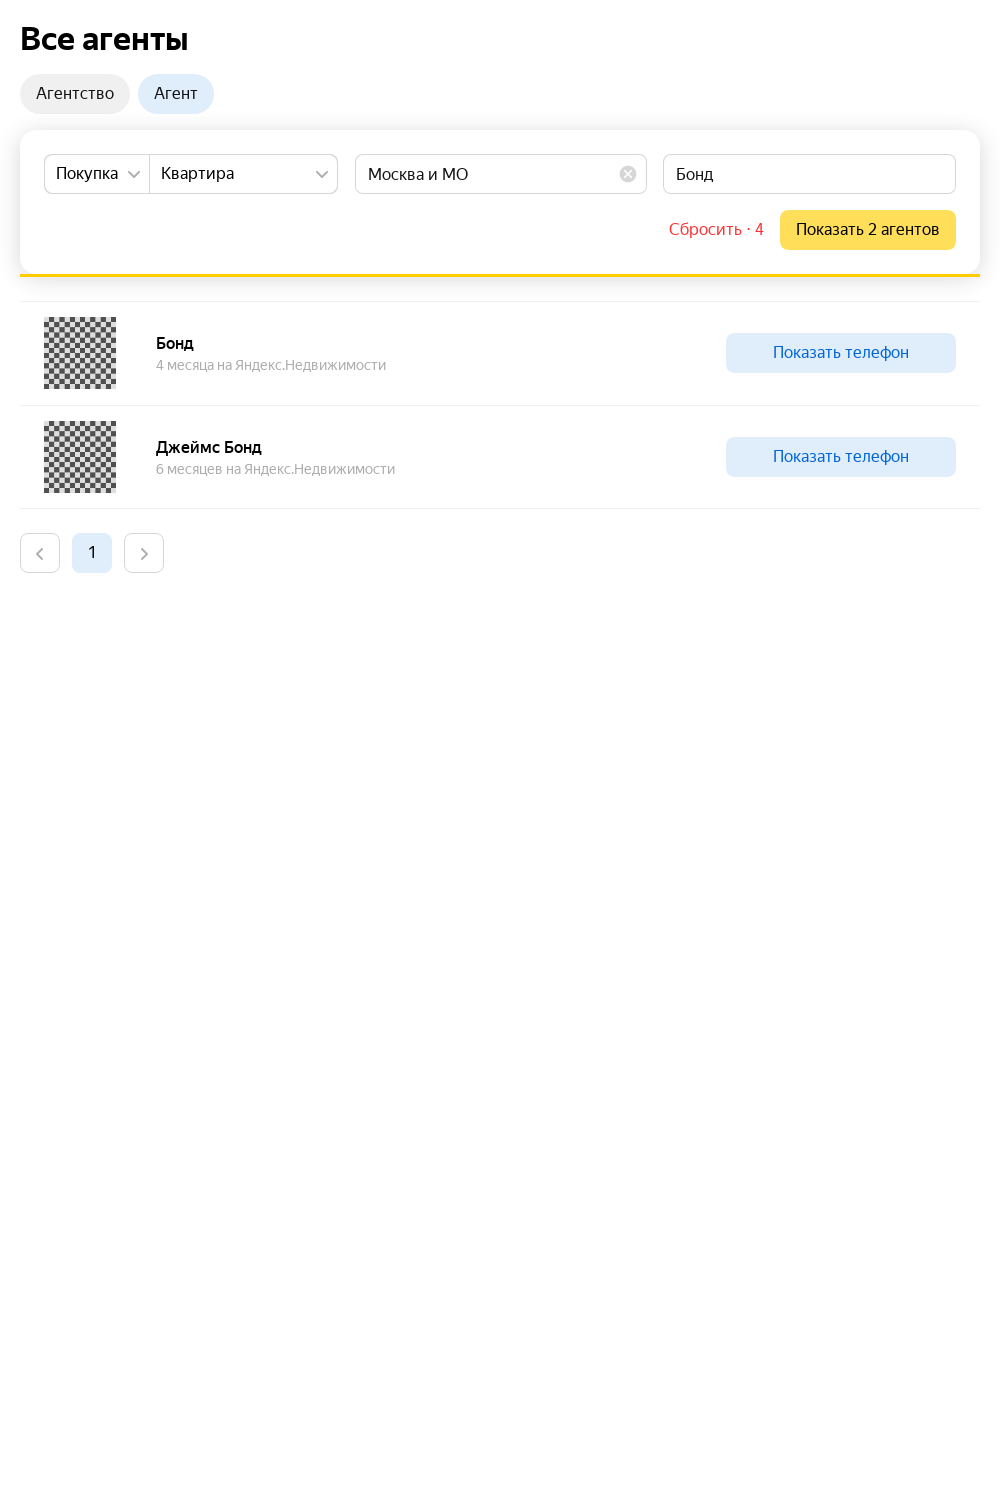 Все агенты
Агентство Агент
Покупка Квартира Москва и МО Бонд
Сбросить · 4 Показать 2 агентов
Бонд
4 месяца на Яндекс.Недвижимости
Показать телефон
Джеймс Бонд
6 месяцев на Яндекс.Недвижимости
Показать телефон
1